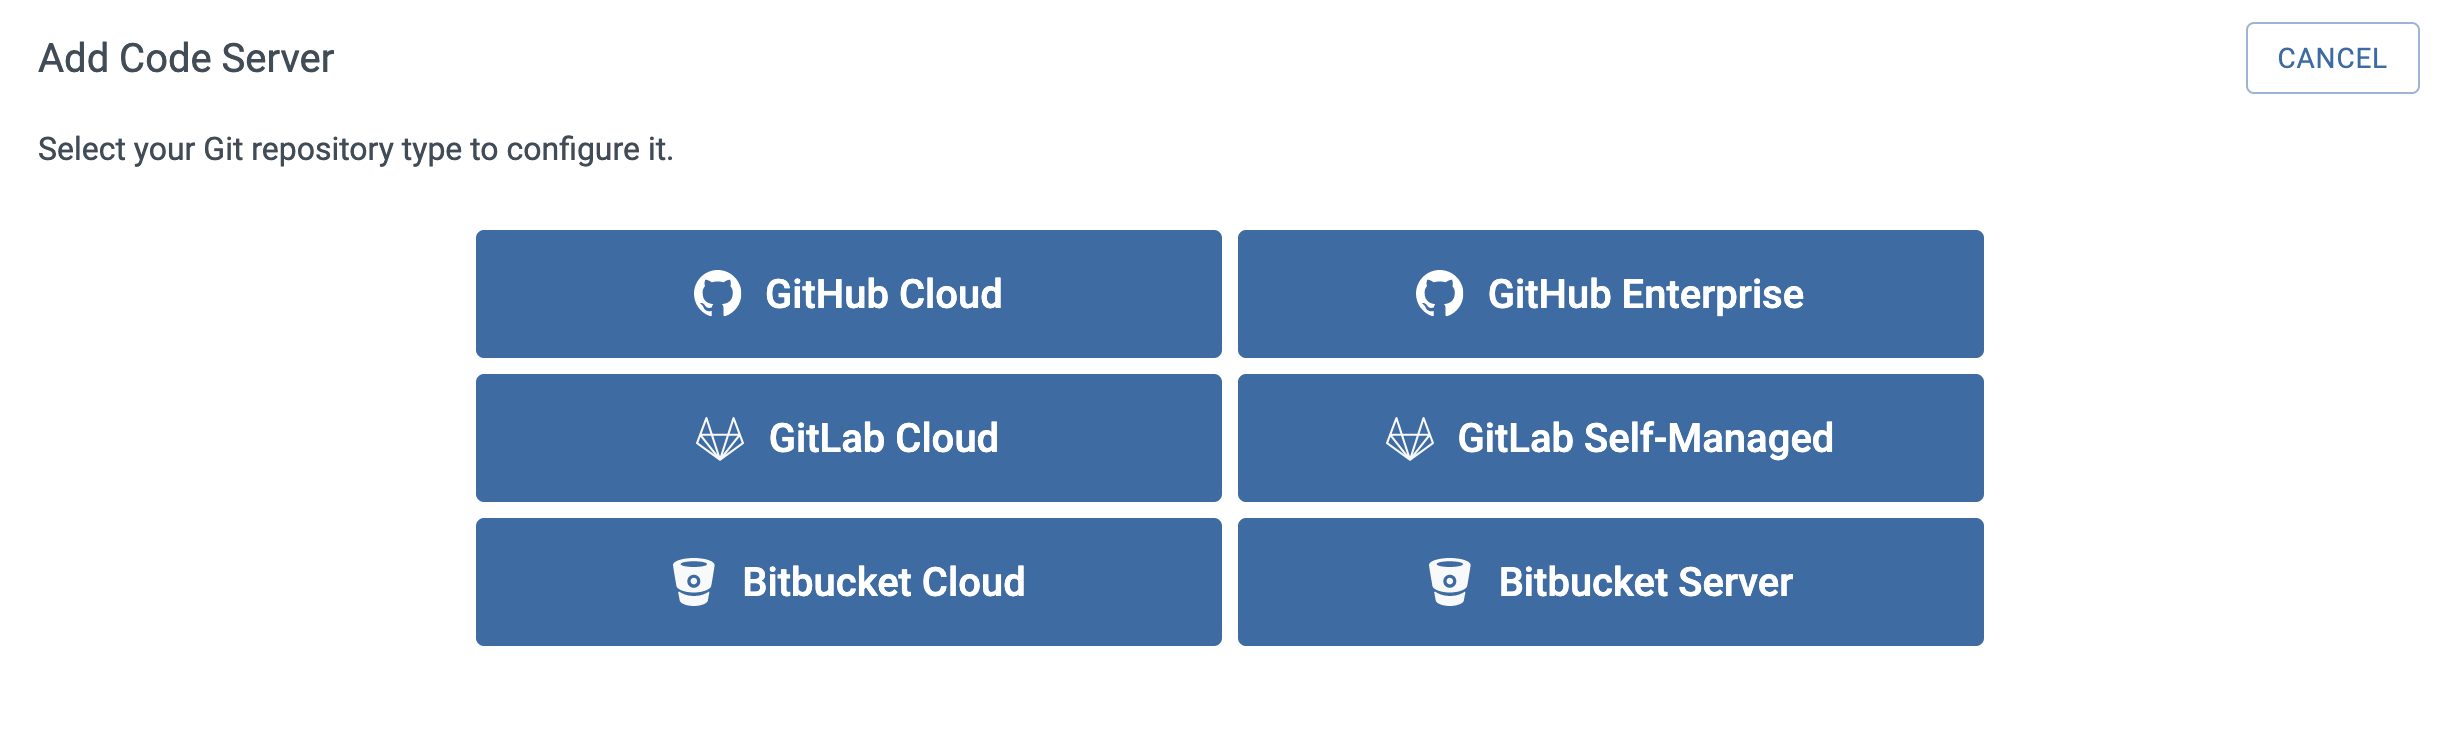 Add Code Server
CANCEL
Select your Git repository type to configure it.
GitHub Cloud
GitHub Enterprise
GitLab Cloud
GitLab Self-Managed
Bitbucket Cloud
Bitbucket Server